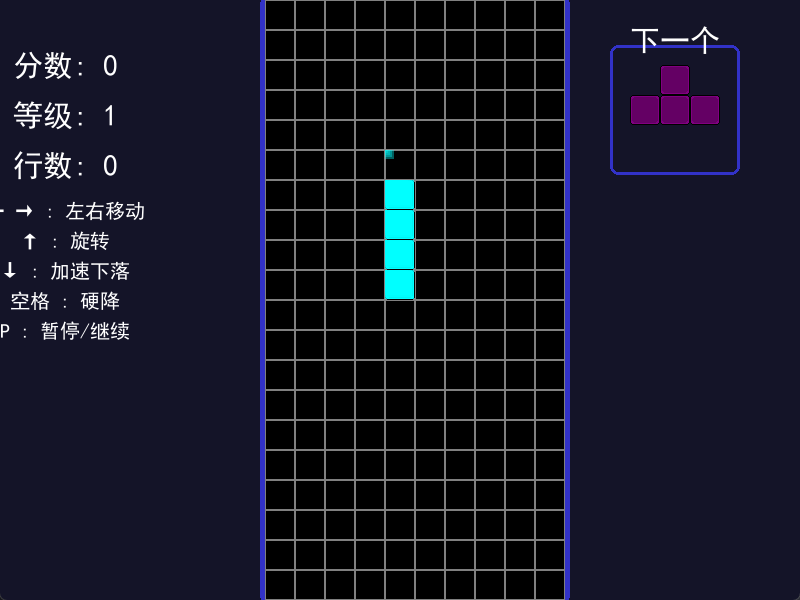 分数: 0
等级: 1
行数: 0
→ : 左右移动
↑ : 旋转
↓ : 加速下落
空格 : 硬降
P : 暂停/继续
下一个